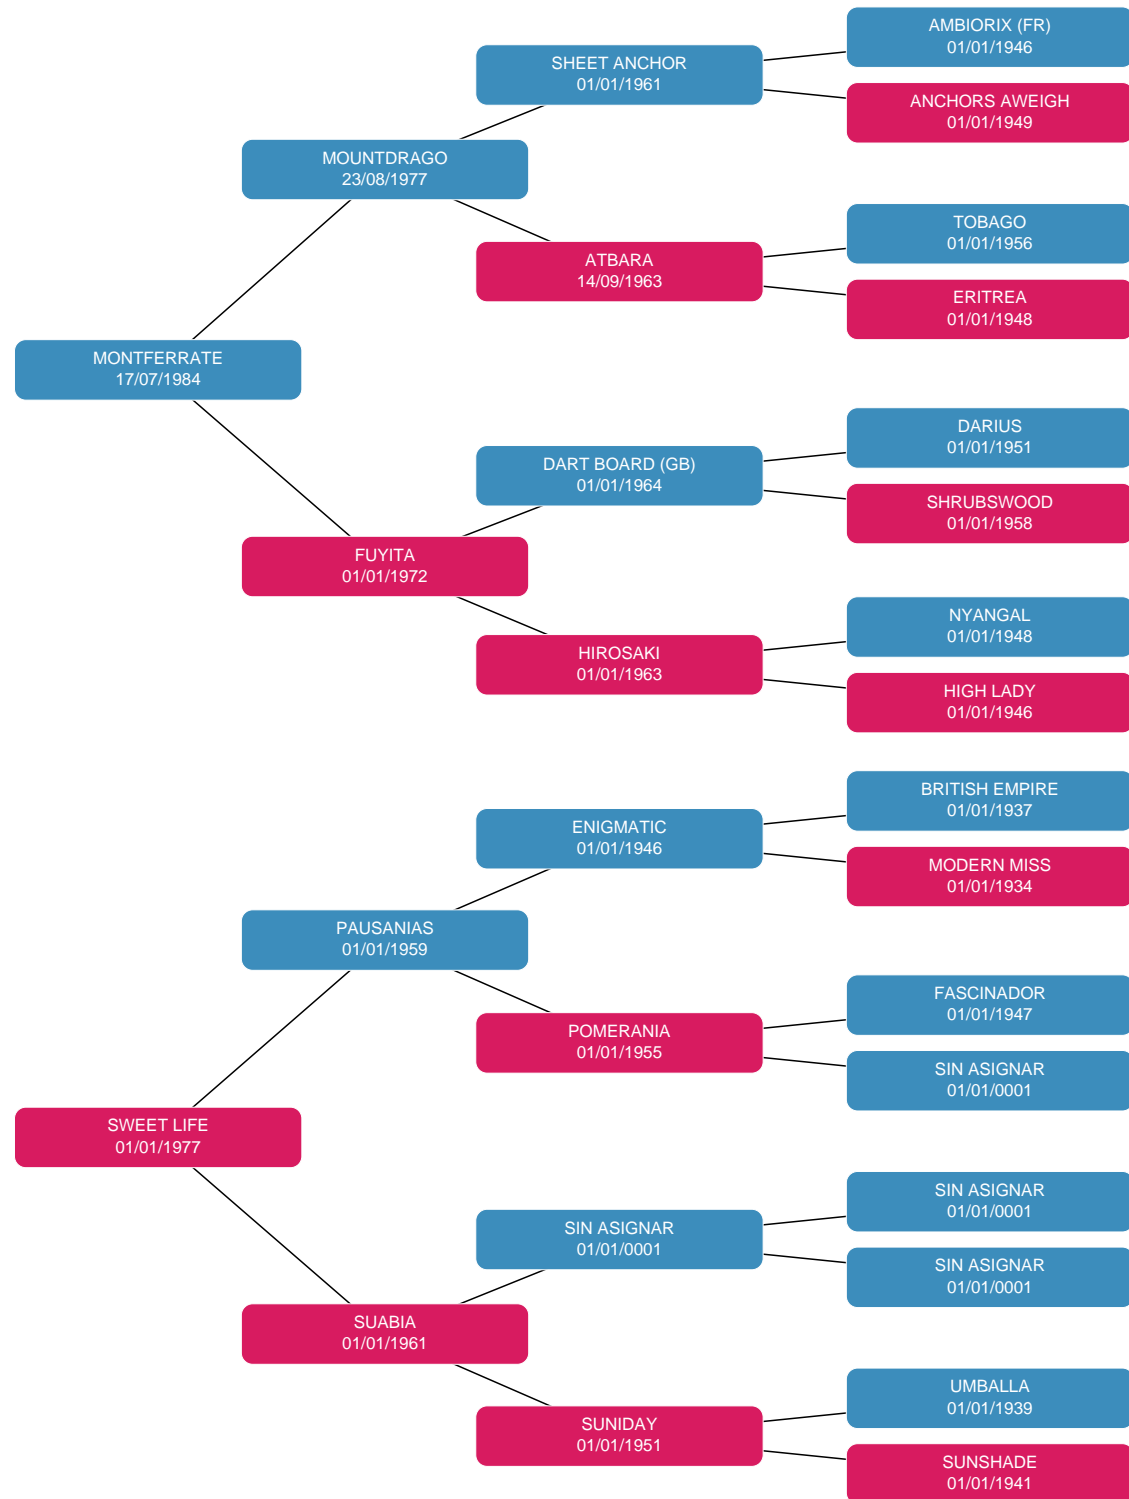 AMBIORIX (FR)
01/01/1946
SHEET ANCHOR
01/01/1961
ANCHORS AWEIGH
01/01/1949
MOUNTDRAGO
23/08/1977
TOBAGO
01/01/1956
ATBARA
14/09/1963
ERITREA
01/01/1948
MONTFERRATE
17/07/1984
DARIUS
01/01/1951
DART BOARD (GB)
01/01/1964
SHRUBSWOOD
01/01/1958
FUYITA
01/01/1972
NYANGAL
01/01/1948
HIROSAKI
01/01/1963
HIGH LADY
01/01/1946
BRITISH EMPIRE
01/01/1937
ENIGMATIC
01/01/1946
MODERN MISS
01/01/1934
PAUSANIAS
01/01/1959
FASCINADOR
01/01/1947
POMERANIA
01/01/1955
SIN ASIGNAR
01/01/0001
SWEET LIFE
01/01/1977
SIN ASIGNAR
01/01/0001
SIN ASIGNAR
01/01/0001
SIN ASIGNAR
01/01/0001
SUABIA
01/01/1961
UMBALLA
01/01/1939
SUNIDAY
01/01/1951
SUNSHADE
01/01/1941